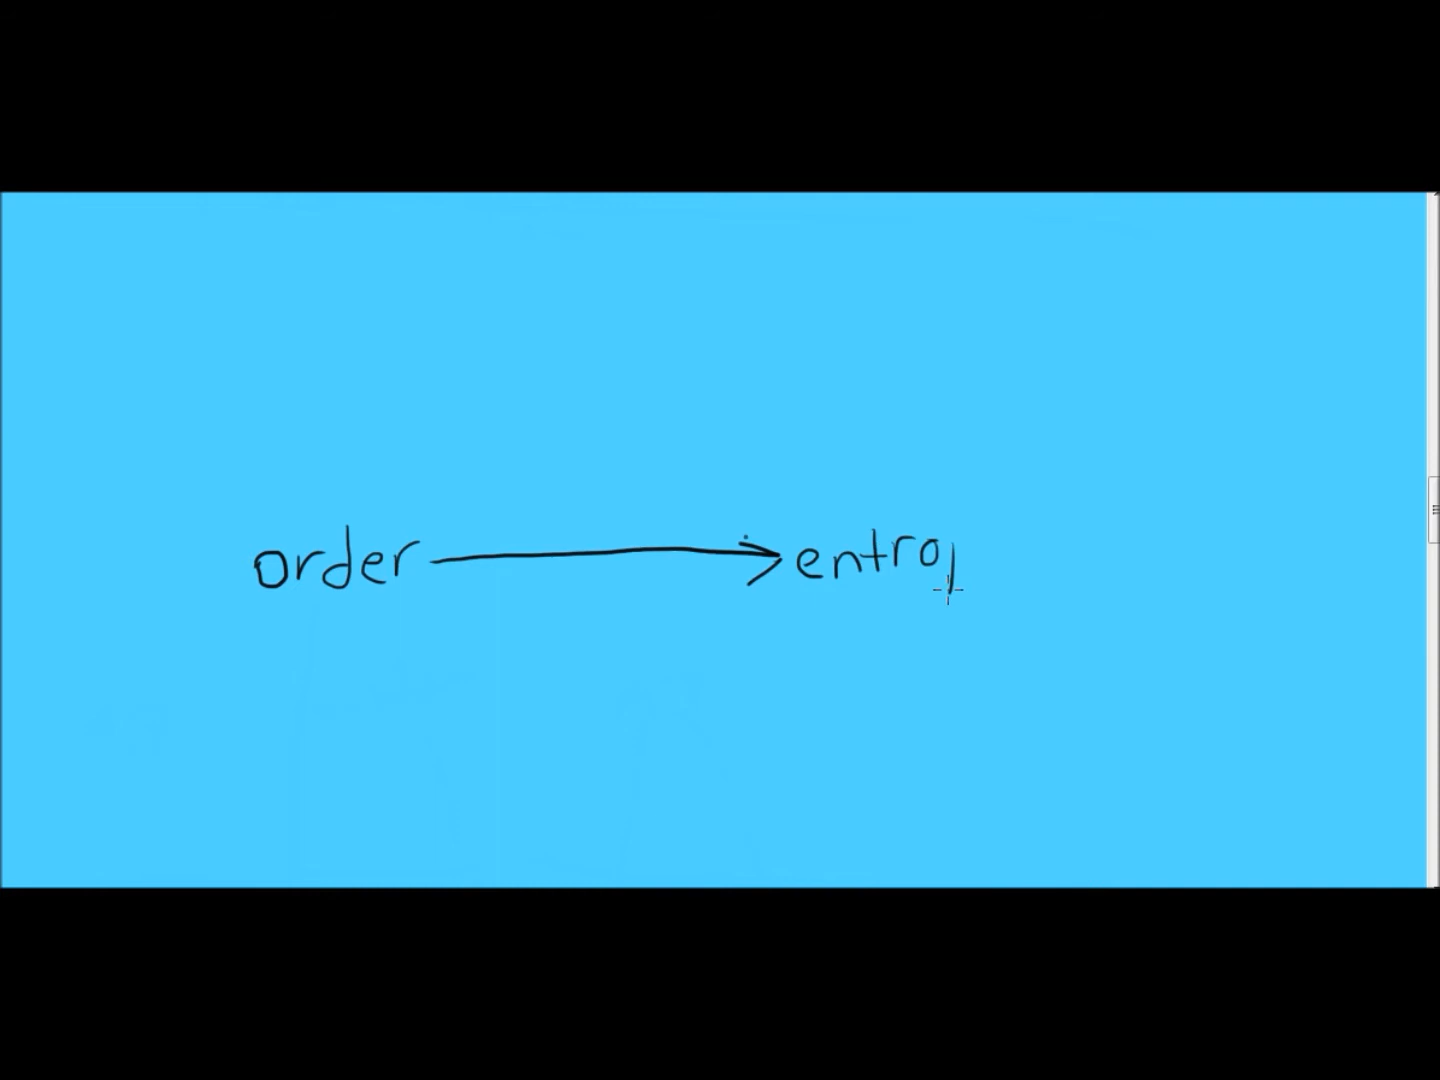 order → entro